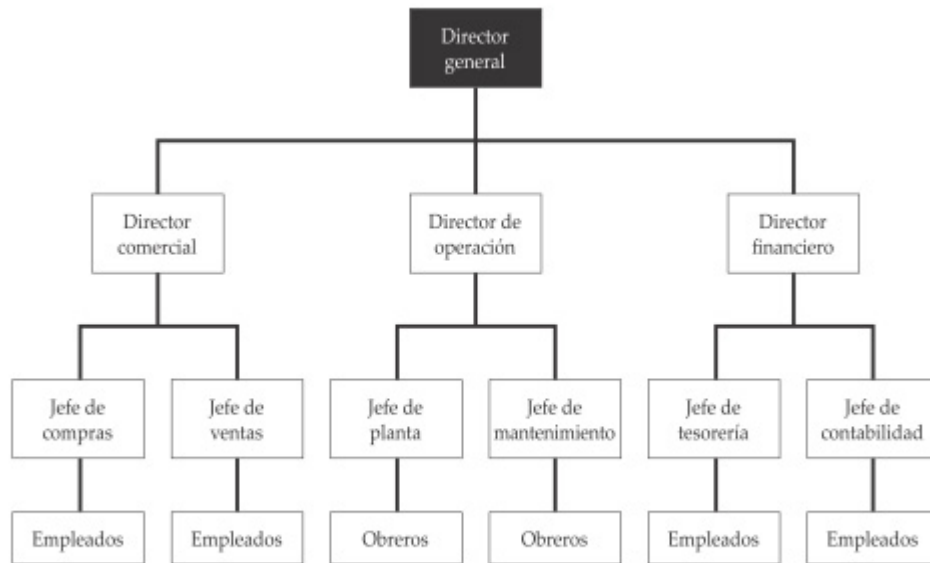 Director
general
Director
comercial
Director de
operación
Director
financiero
Jefe de
compras
Jefe de
ventas
Jefe de
planta
Jefe de
mantenimiento
Jefe de
tesorería
Jefe de
contabilidad
Empleados
Empleados
Obreros
Obreros
Empleados
Empleados